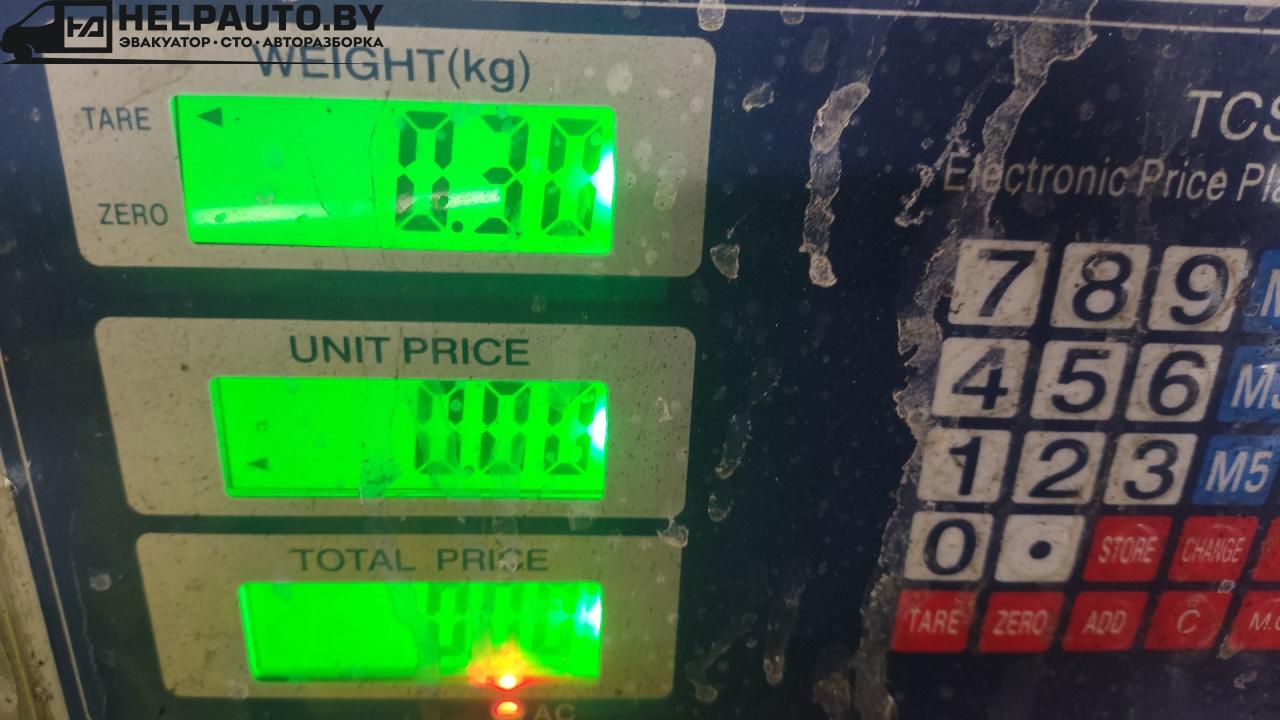 HELPAUTO.BY
ЭВАКУАТОР · СТО · АВТОРАЗБОРКА
WEIGHT(kg)
TARE
0.30
ZERO
UNIT PRICE
0.00
TOTAL PRICE
AC
TCS
Electronic Price
7 8 9
4 5 6
1 2 3 M5
0 . STORE CHANGE
TARE ZERO ADD C